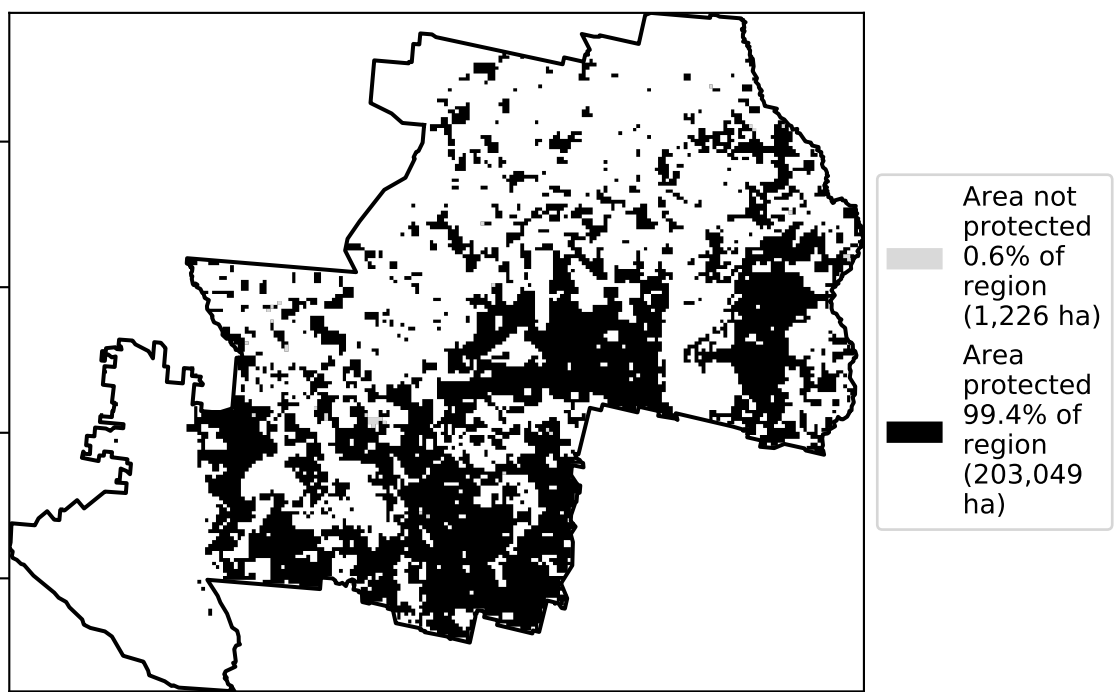 Area not
protected
0.6% of
region
(1,226 ha)
Area
protected
99.4% of
region
(203,049
ha)